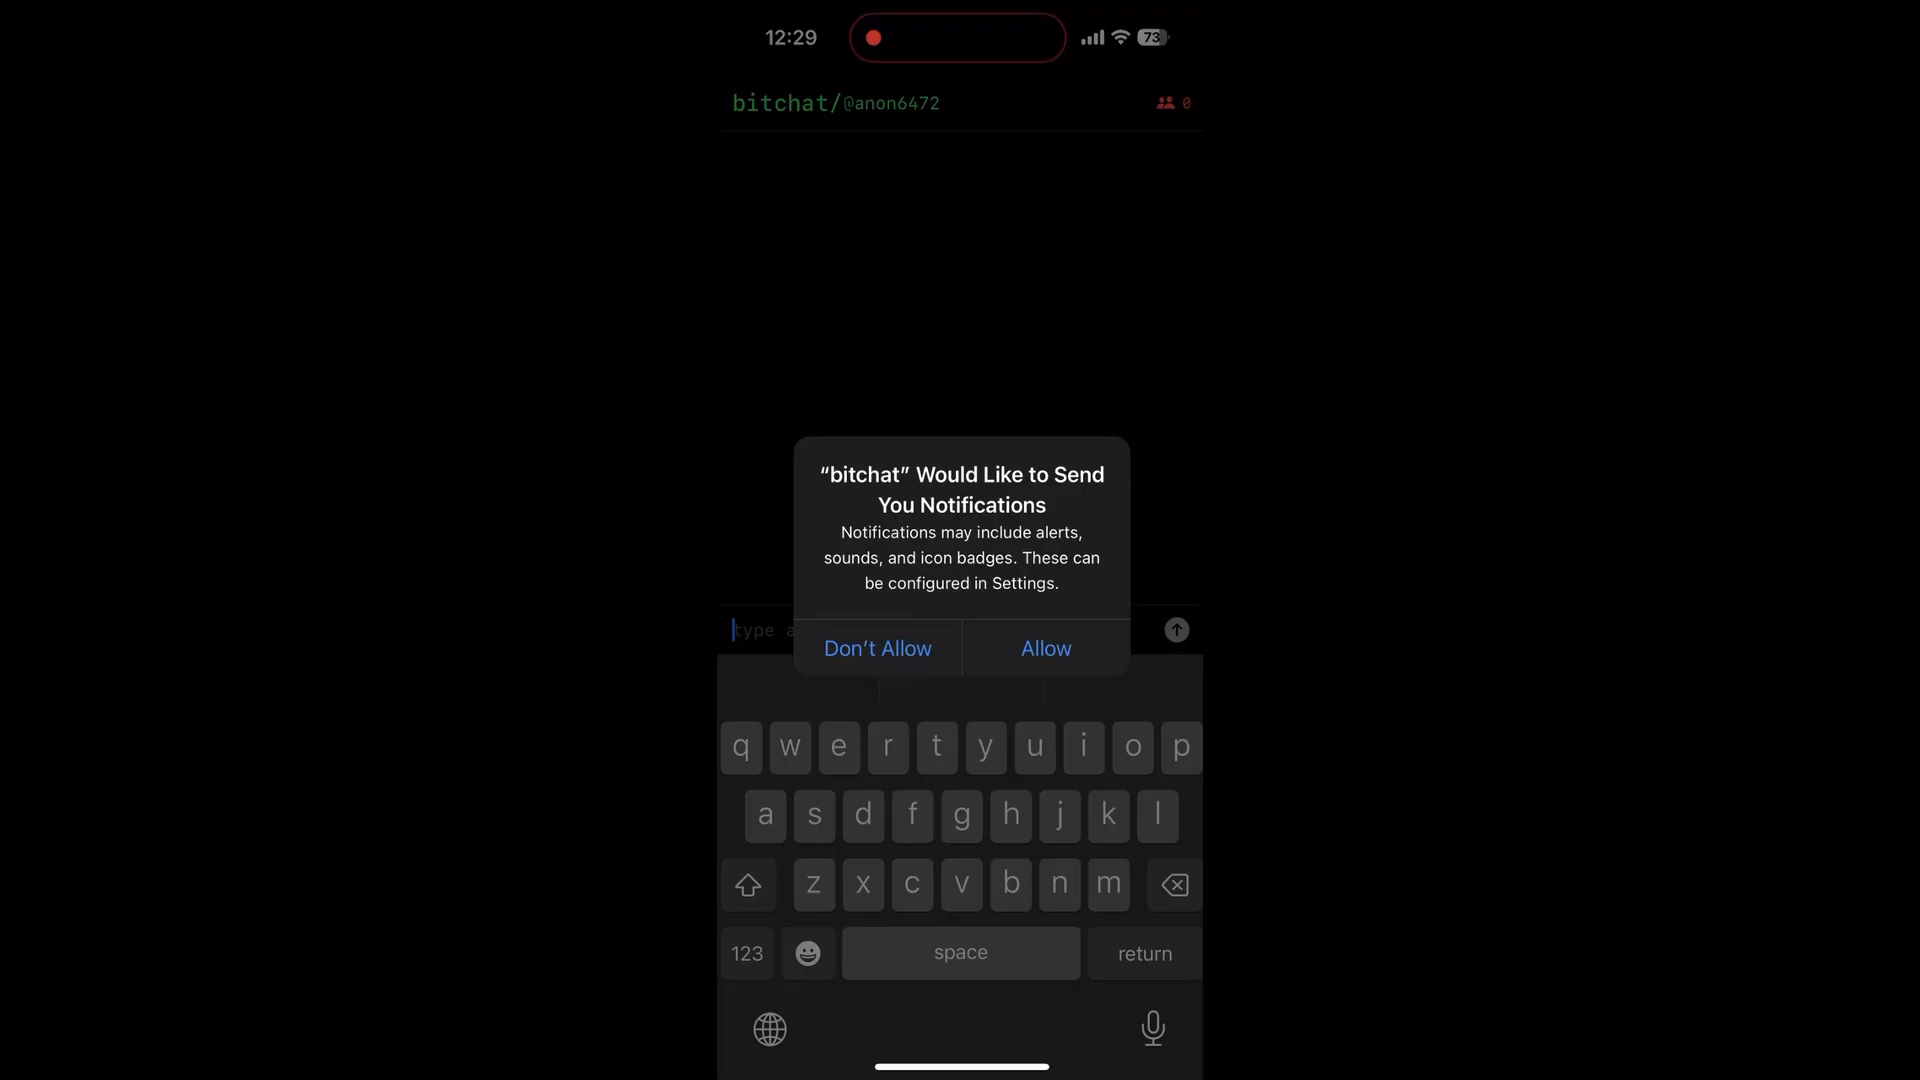 12:29
73
bitchat/@anon6472
0
“bitchat” Would Like to Send
You Notifications
Notifications may include alerts,
sounds, and icon badges. These can
be configured in Settings.
type a
Don’t Allow
Allow
q w e r t y u i o p
a s d f g h j k l
z x c v b n m
123
space
return